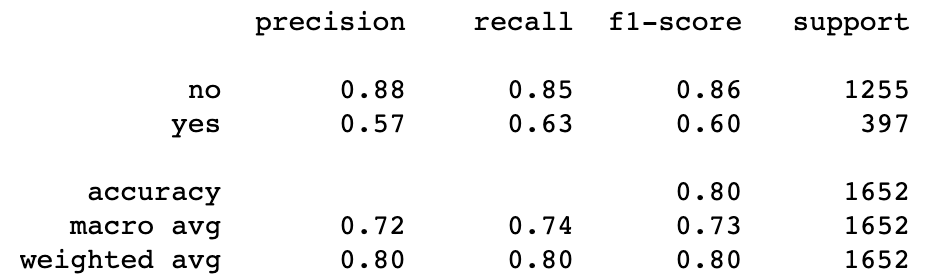 precision recall f1-score support
no 0.88 0.85 0.86 1255
yes 0.57 0.63 0.60 397
accuracy 0.80 1652
macro avg 0.72 0.74 0.73 1652
weighted avg 0.80 0.80 0.80 1652